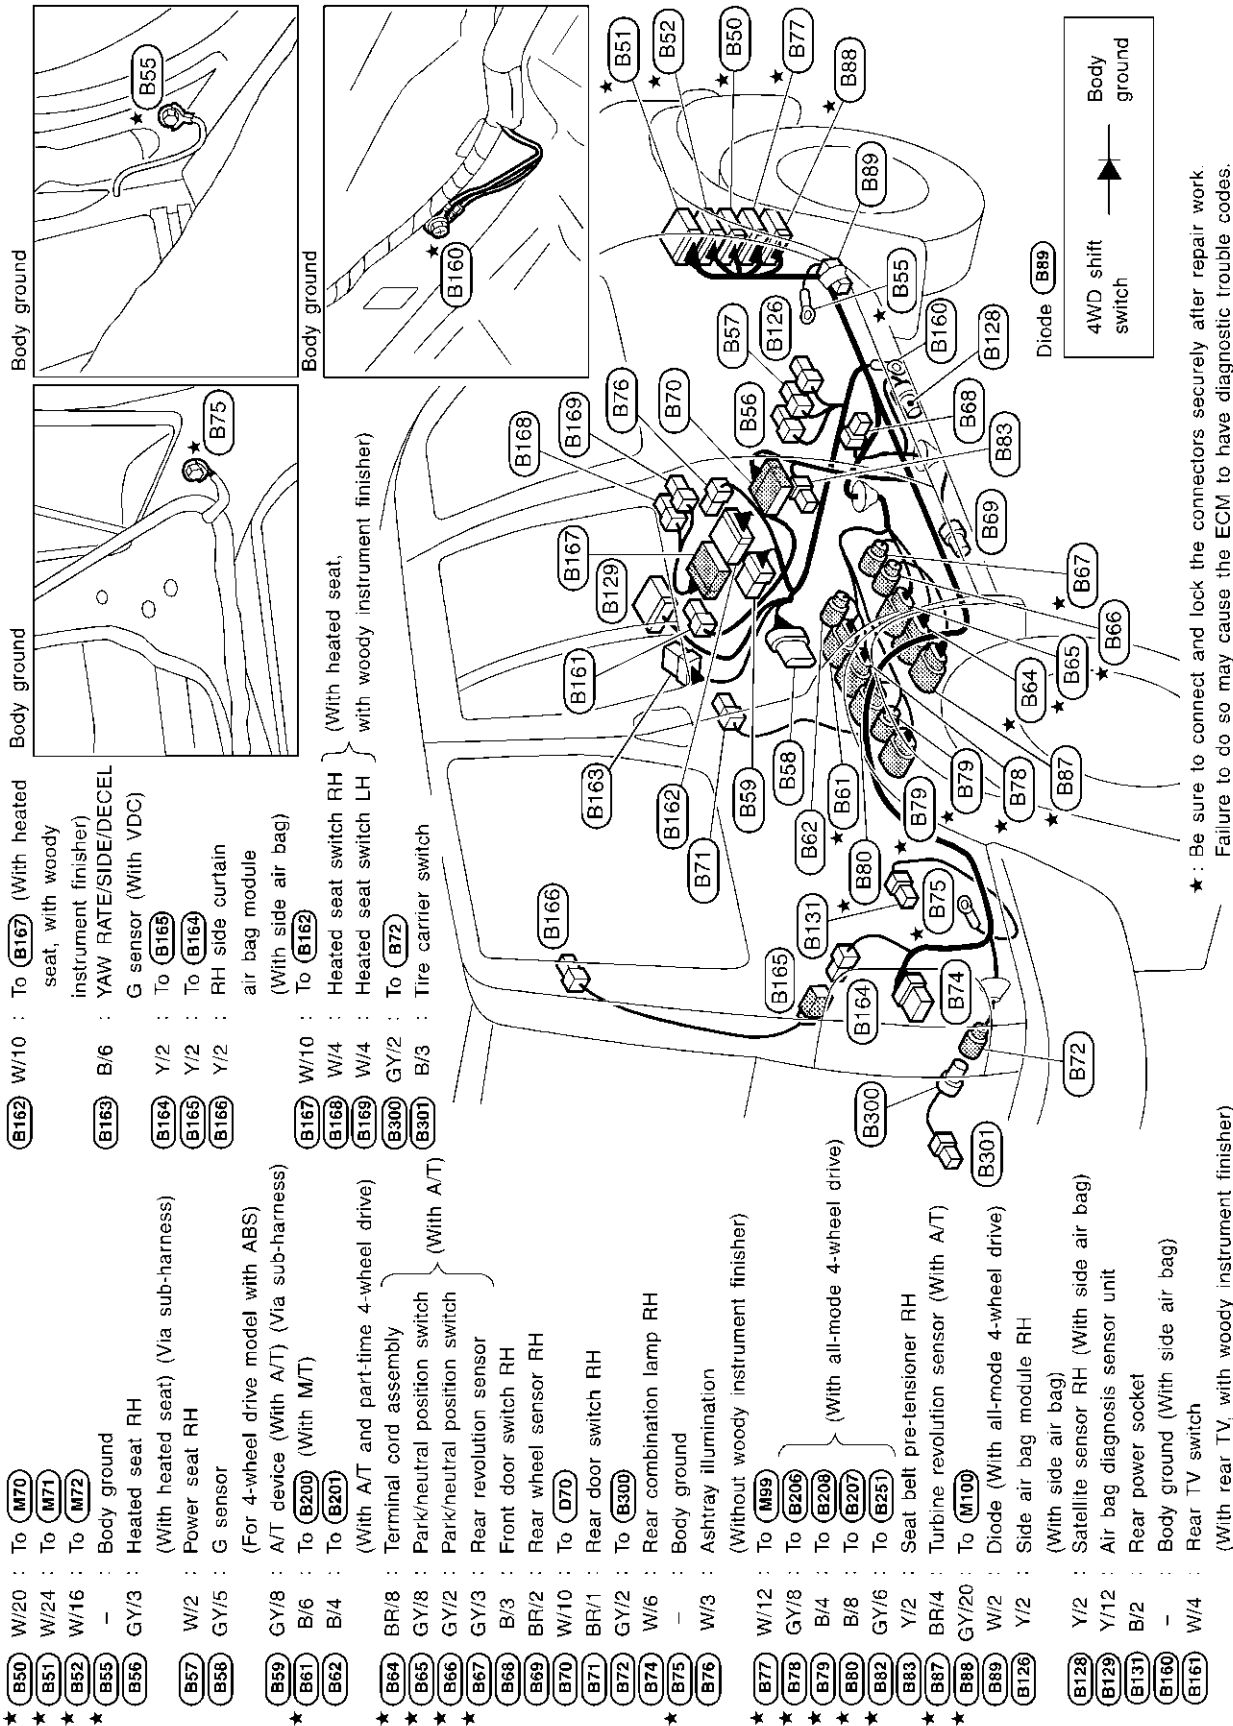 ★ B50 W/20 : To M70
★ B51 W/24 : To M71
★ B52 W/16 : To M72
★ B55 – : Body ground
B56 GY/3 : Heated seat RH
(With heated seat) (Via sub-harness)
B57 W/2 : Power seat RH
B58 GY/5 : G sensor
(For 4-wheel drive model with ABS)
B59 GY/8 : A/T device (With A/T) (Via sub-harness)
★ B61 B/6 : To B200 (With M/T)
B62 B/4 : To B201
(With A/T and part-time 4-wheel drive)
★ B64 BR/8 : Terminal cord assembly
★ B65 GY/8 : Park/neutral position switch
★ B66 GY/2 : Park/neutral position switch
★ B67 GY/3 : Rear revolution sensor
(With A/T)
B68 B/3 : Front door switch RH
B69 BR/2 : Rear wheel sensor RH
B70 W/10 : To D70
B71 BR/1 : Rear door switch RH
B72 GY/2 : To B300
B74 W/6 : Rear combination lamp RH
★ B75 – : Body ground
B76 W/3 : Ashtray illumination
(Without woody instrument finisher)
★ B77 W/12 : To M99
★ B78 GY/8 : To B206
★ B79 B/4 : To B208
★ B80 B/8 : To B207
★ B82 GY/6 : To B251
(With all-mode 4-wheel drive)
B83 Y/2 : Seat belt pre-tensioner RH
★ B87 BR/4 : Turbine revolution sensor (With A/T)
★ B88 GY/20 : To M100
B89 W/2 : Diode (With all-mode 4-wheel drive)
B126 Y/2 : Side air bag module RH
(With side air bag)
B128 Y/2 : Satellite sensor RH (With side air bag)
B129 Y/12 : Air bag diagnosis sensor unit
B131 B/2 : Rear power socket
B160 – : Body ground (With side air bag)
B161 W/4 : Rear TV switch
(With rear TV, with woody instrument finisher)
B162 W/10 : To B167 (With heated
seat, with woody
instrument finisher)
B163 B/6 : YAW RATE/SIDE/DECEL
G sensor (With VDC)
B164 Y/2 : To B165
B165 Y/2 : To B164
B166 Y/2 : RH side curtain
air bag module
(With side air bag)
B167 W/10 : To B162
B168 W/4 : Heated seat switch RH
B169 W/4 : Heated seat switch LH
(With heated seat,
with woody instrument finisher)
B300 GY/2 : To B72
B301 B/3 : Tire carrier switch
Body ground
★ B75
Body ground
★ B55
Body ground
★ B160
★ B51
★ B52
★ B50
★ B77
★ B88
B89
★ B55
B160
B128
B126
B57
B56
B70
B76
B169
B168
B167
B129
B161
B163
B162
B71
B59
B58
B62
★ B61
★ B80
★ B79
★ B79
★ B78
★ B87
★ B64
★ B65
★ B66
★ B67
B69
B83
B68
B166
B165
B131
★ B75
B164
B74
B72
B300
B301
Diode B89
4WD shift
switch
Body
ground
★ : Be sure to connect and lock the connectors securely after repair work.
Failure to do so may cause the ECM to have diagnostic trouble codes.